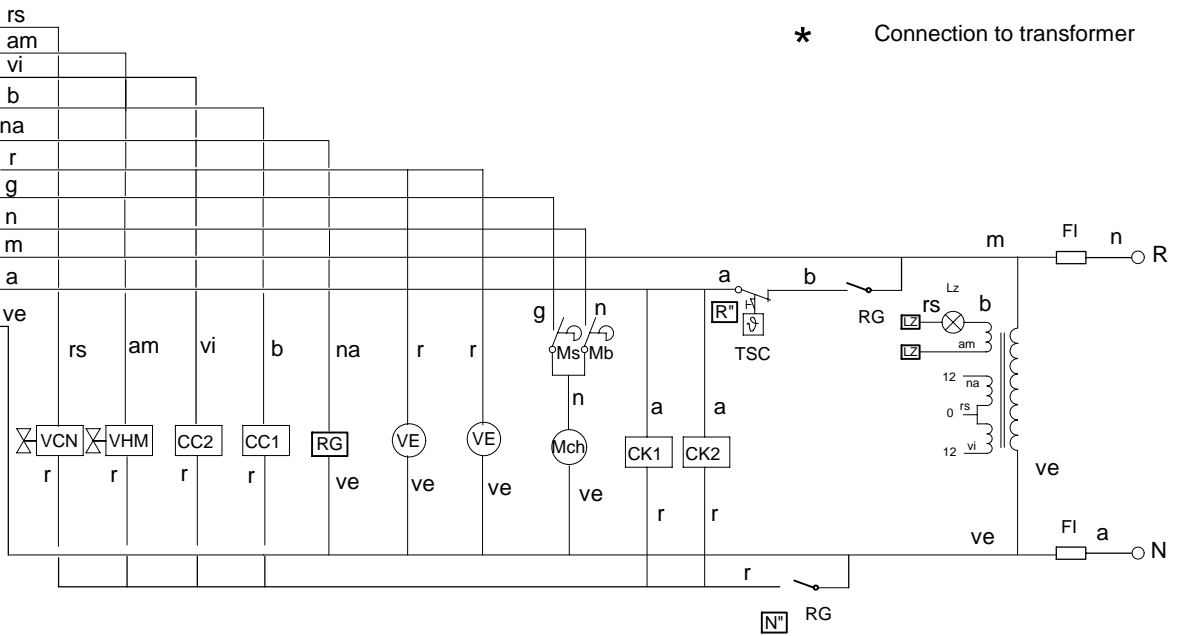 rs
* Connection to transformer
am
vi
b
na
r
g
n
m m FI n R
a a b
R" RG
TSC
Lz
LZ rs b
LZ am
ve
g n
rs am vi b na r r Ms Mb
12 na
0 rs
12 vi
n a a
VCN VHM CC2 CC1 RG VE VE Mch CK1 CK2
r r r r ve ve ve ve ve
r r
ve FI a N
r
N" RG